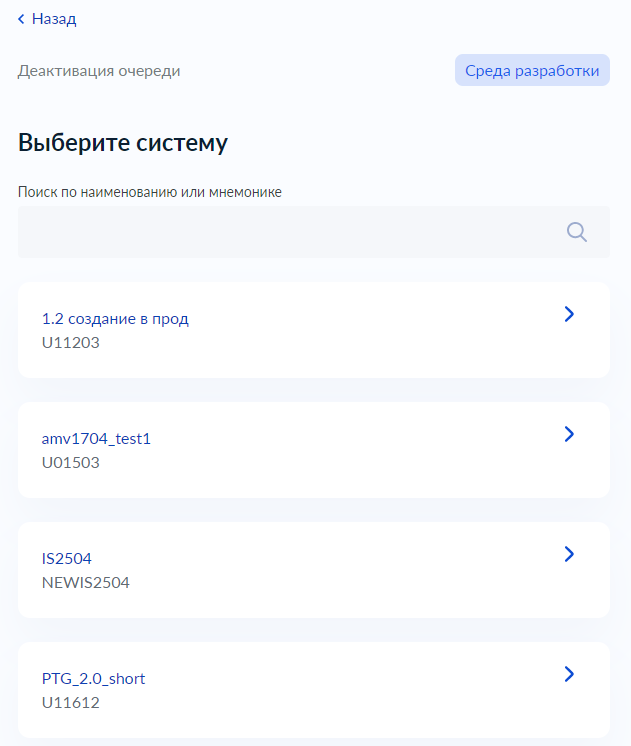 Назад
Деактивация очереди
Среда разработки
Выберите систему
Поиск по наименованию или мнемонике
1.2 создание в прод
U11203
amv1704_test1
U01503
IS2504
NEWIS2504
PTG_2.0_short
U11612